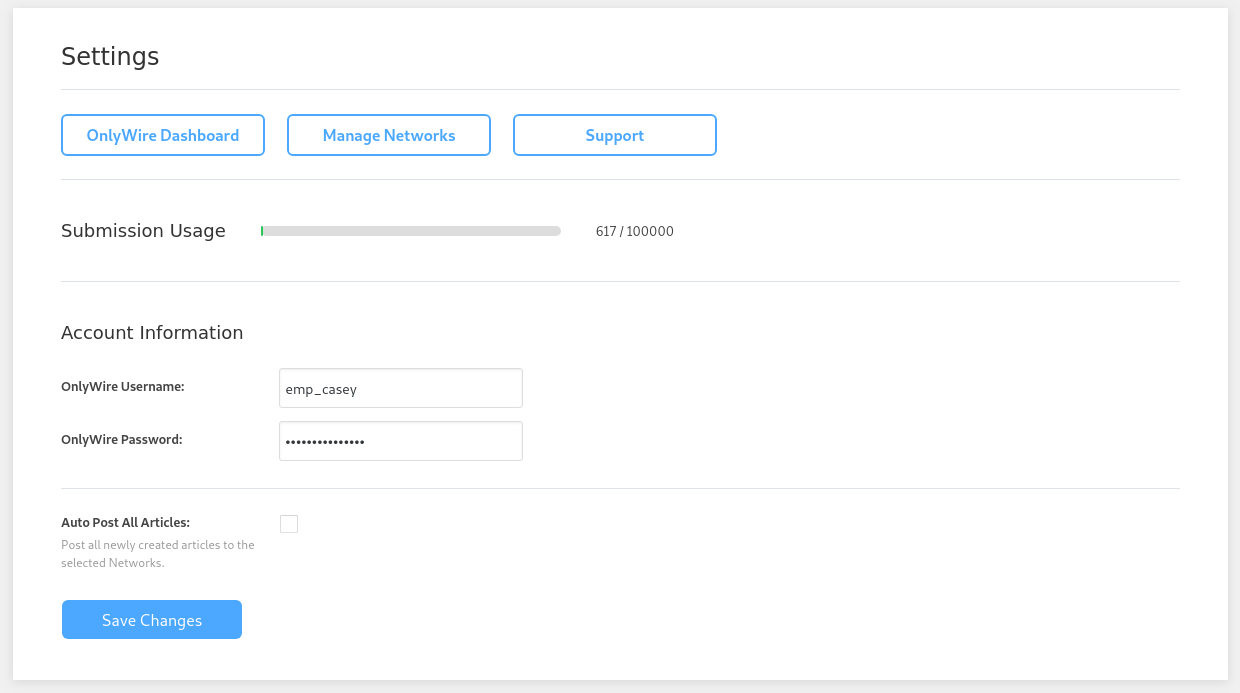 Settings
OnlyWire Dashboard
Manage Networks
Support
Submission Usage
617 / 100000
Account Information
OnlyWire Username:
emp_casey
OnlyWire Password:
•••••••••••••••
Auto Post All Articles:
Post all newly created articles to the
selected Networks.
Save Changes